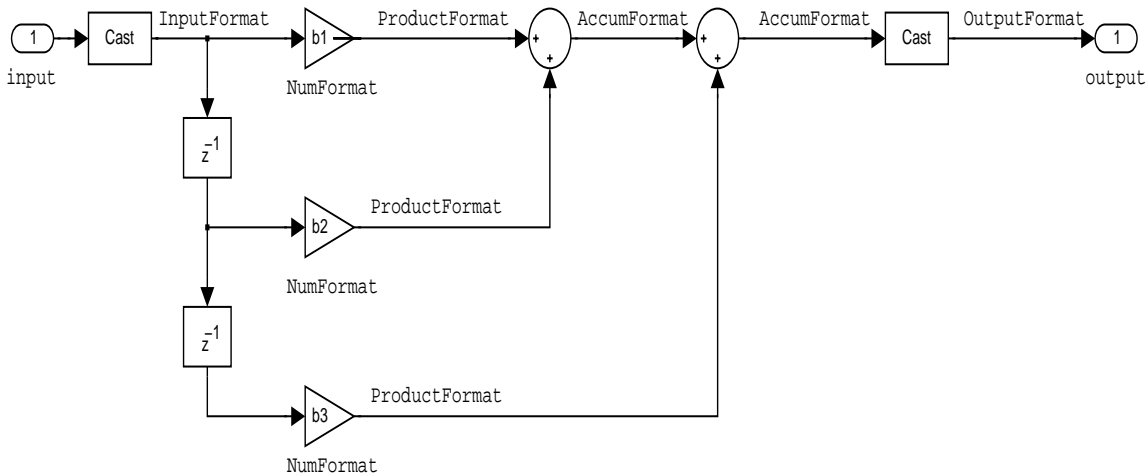 InputFormat
ProductFormat
AccumFormat
AccumFormat
OutputFormat
1
Cast
b1
+
+
+
+
Cast
1
input
NumFormat
output
z⁻¹
ProductFormat
b2
NumFormat
z⁻¹
ProductFormat
b3
NumFormat